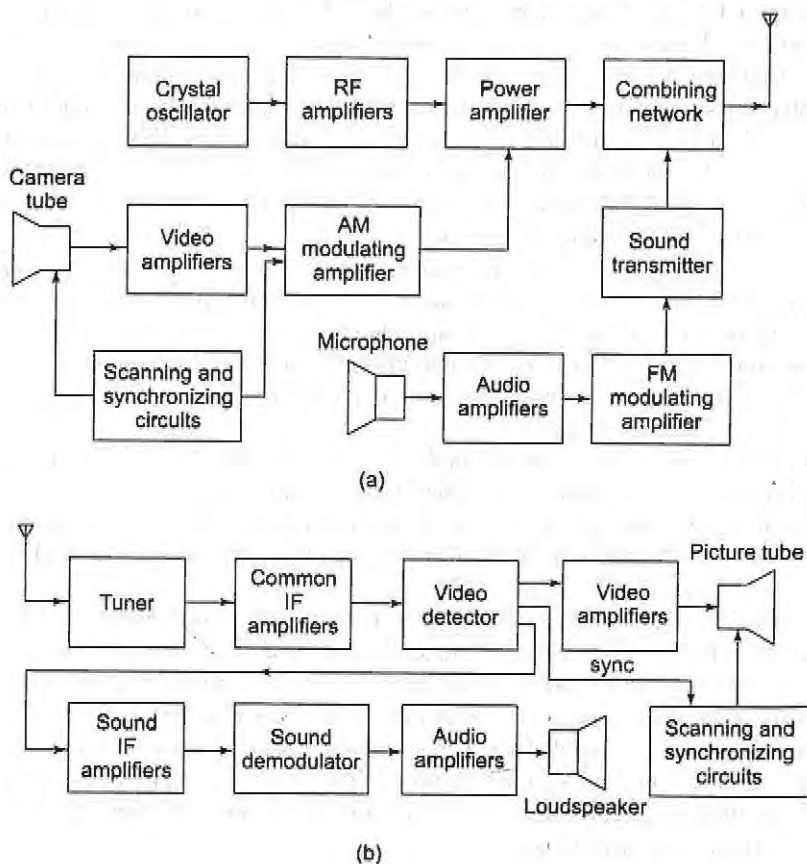 Crystal
oscillator
RF
amplifiers
Power
amplifier
Combining
network
Camera
tube
Video
amplifiers
AM
modulating
amplifier
Sound
transmitter
Scanning and
synchronizing
circuits
Microphone
Audio
amplifiers
FM
modulating
amplifier
(a)
Tuner
Common
IF
amplifiers
Video
detector
Video
amplifiers
Picture tube
sync
Sound
IF
amplifiers
Sound
demodulator
Audio
amplifiers
Loudspeaker
Scanning and
synchronizing
circuits
(b)